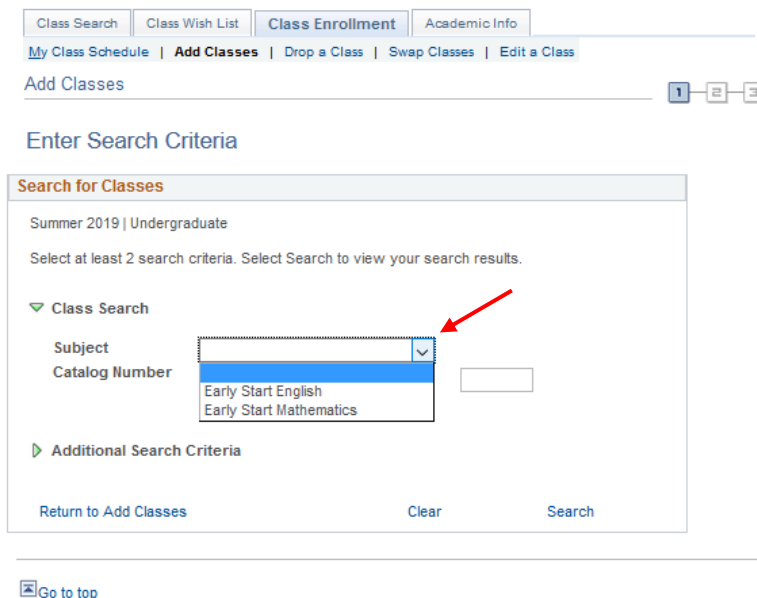 Class Search Class Wish List Class Enrollment Academic Info
My Class Schedule | Add Classes | Drop a Class | Swap Classes | Edit a Class
Add Classes
1 2 3
Enter Search Criteria
Search for Classes
Summer 2019 | Undergraduate
Select at least 2 search criteria. Select Search to view your search results.
Class Search
Subject
Catalog Number
Early Start English
Early Start Mathematics
Additional Search Criteria
Return to Add Classes Clear Search
Go to top